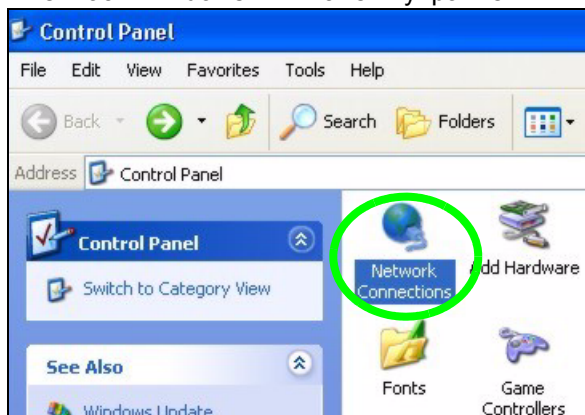 Control Panel
File Edit View Favorites Tools Help
Back Search Folders
Address Control Panel
Control Panel
Switch to Category View
See Also
Windows Update
Network Connections
Add Hardware
Fonts
Game Controllers